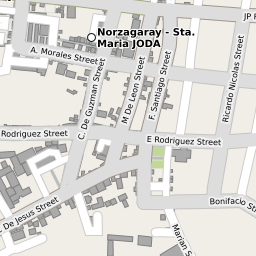 JP R
Norzagaray - Sta.
Maria JODA
A. Morales Street
C. De Guzman Street
M De Leon Street
F. Santiago Street
Ricardo Nicolas Street
Rodriguez Street
E Rodriguez Street
De Jesus Street
Bonifacio St
Marian S